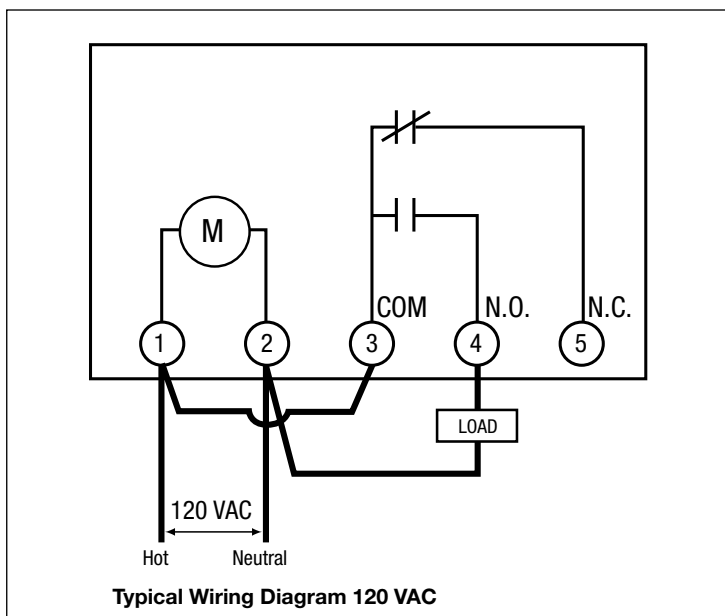 M
COM
N.O.
N.C.
1
2
3
4
5
LOAD
120 VAC
Hot
Neutral
Typical Wiring Diagram 120 VAC